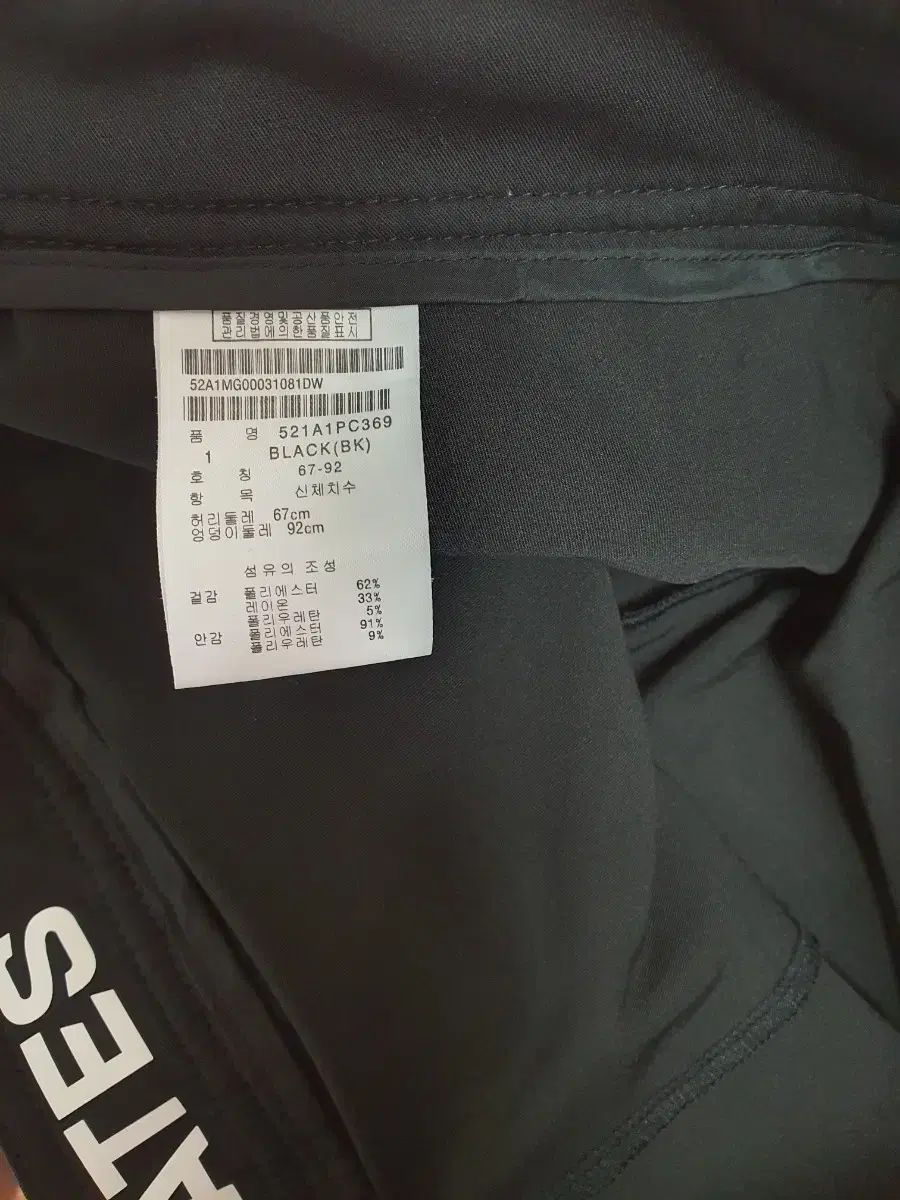 품질경영및공산품안전
관리법에의한품질표시
52A1MG00031081DW
품 명 521A1PC369
1 BLACK(BK)
호 칭 67-92
항 목 신체치수
허리둘레 67cm
엉덩이둘레 92cm
섬유의 조성
겉감 폴리에스터 62%
레이온 33%
폴리우레탄 5%
안감 폴리에스터 91%
폴리우레탄 9%
ATES